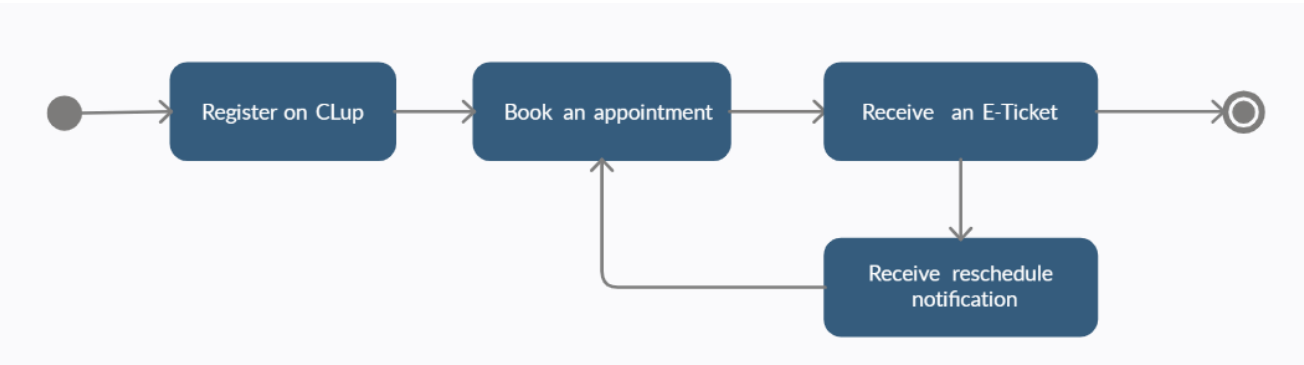 Register on CLup
Book an appointment
Receive an E-Ticket
Receive reschedule
notification